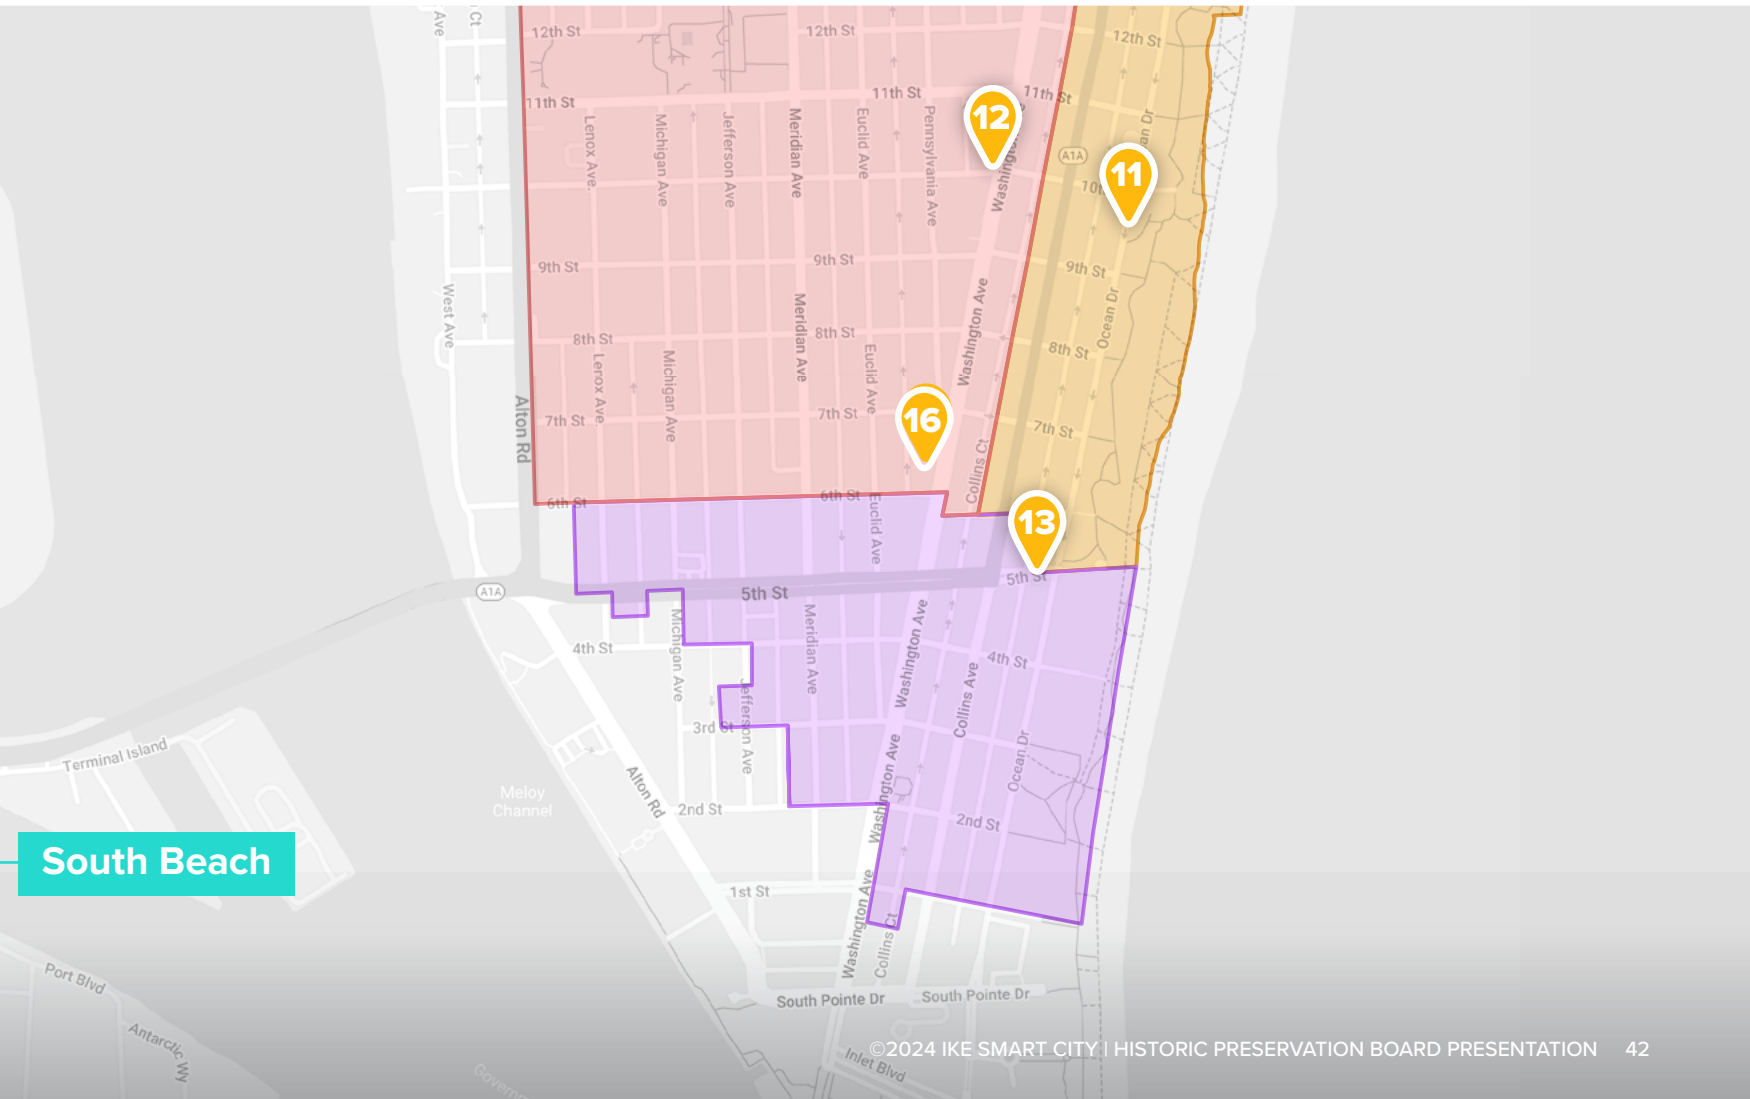 Ave
Ct
12th St
12th St
12th St
11th St
11th St
11th St
12
Lenox Ave
Michigan Ave
Jefferson Ave
Meridian Ave
Euclid Ave
Pennsylvania Ave
A1A
11
9th St
9th St
9th St
West Ave
Meridian Ave
Washington Ave
Ocean Dr
8th St
8th St
8th St
Lenox Ave
Michigan Ave
Euclid Ave
7th St
7th St
7th St
16
Alton Rd
Collins Ct
6th St
6th St
Euclid Ave
13
A1A
5th St
5th St
Michigan Ave
Meridian Ave
Washington Ave
4th St
4th St
Collins Ave
Jefferson Ave
3rd St
Ocean Dr
Terminal Island
Alton Rd
Meloy
Channel
Washington Ave
2nd St
2nd St
South Beach
1st St
Washington Ave
Collins Ct
Port Blvd
South Pointe Dr
South Pointe Dr
Antarctic Wy
Inlet Blvd
©2024 IKE SMART CITY | HISTORIC PRESERVATION BOARD PRESENTATION 42